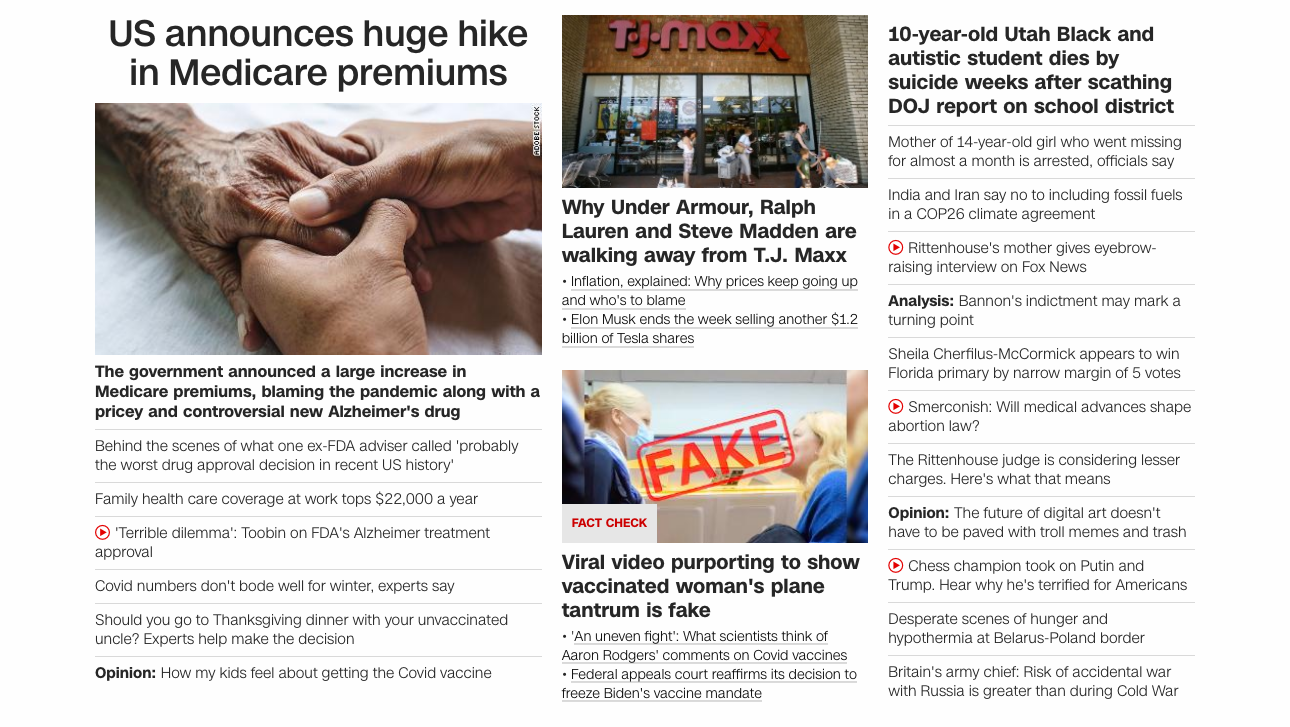 US announces huge hike
in Medicare premiums
ADOBE STOCK
The government announced a large increase in
Medicare premiums, blaming the pandemic along with a
pricey and controversial new Alzheimer's drug
Behind the scenes of what one ex-FDA adviser called 'probably
the worst drug approval decision in recent US history'
Family health care coverage at work tops $22,000 a year
'Terrible dilemma': Toobin on FDA's Alzheimer treatment
approval
Covid numbers don't bode well for winter, experts say
Should you go to Thanksgiving dinner with your unvaccinated
uncle? Experts help make the decision
Opinion: How my kids feel about getting the Covid vaccine
T.J.maxx
Why Under Armour, Ralph
Lauren and Steve Madden are
walking away from T.J. Maxx
• Inflation, explained: Why prices keep going up
and who's to blame
• Elon Musk ends the week selling another $1.2
billion of Tesla shares
FAKE
FACT CHECK
Viral video purporting to show
vaccinated woman's plane
tantrum is fake
• 'An uneven fight': What scientists think of
Aaron Rodgers' comments on Covid vaccines
• Federal appeals court reaffirms its decision to
freeze Biden's vaccine mandate
10-year-old Utah Black and
autistic student dies by
suicide weeks after scathing
DOJ report on school district
Mother of 14-year-old girl who went missing
for almost a month is arrested, officials say
India and Iran say no to including fossil fuels
in a COP26 climate agreement
Rittenhouse's mother gives eyebrow-
raising interview on Fox News
Analysis: Bannon's indictment may mark a
turning point
Sheila Cherfilus-McCormick appears to win
Florida primary by narrow margin of 5 votes
Smerconish: Will medical advances shape
abortion law?
The Rittenhouse judge is considering lesser
charges. Here's what that means
Opinion: The future of digital art doesn't
have to be paved with troll memes and trash
Chess champion took on Putin and
Trump. Hear why he's terrified for Americans
Desperate scenes of hunger and
hypothermia at Belarus-Poland border
Britain's army chief: Risk of accidental war
with Russia is greater than during Cold War